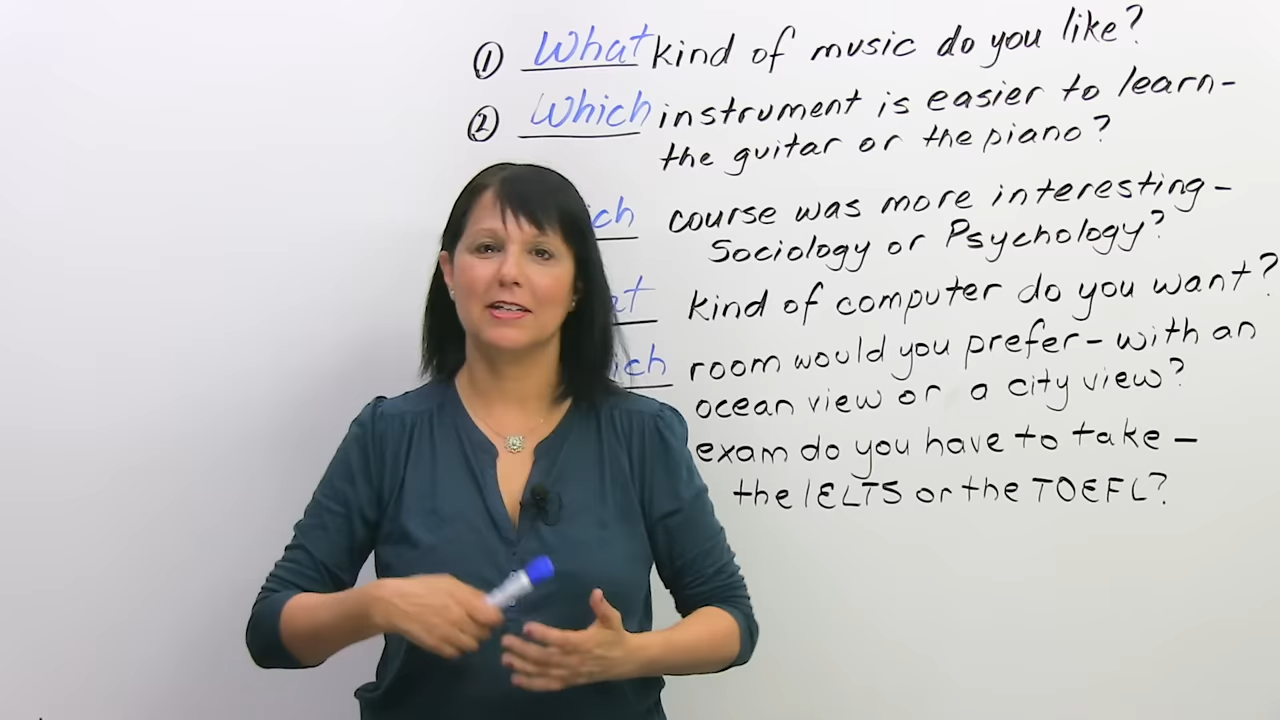 ① What kind of music do you like?
② Which instrument is easier to learn-
the guitar or the piano?
ich course was more interesting-
Sociology or Psychology?
at kind of computer do you want?
ich room would you prefer-with an
ocean view or a city view?
exam do you have to take-
the IELTS or the TOEFL?